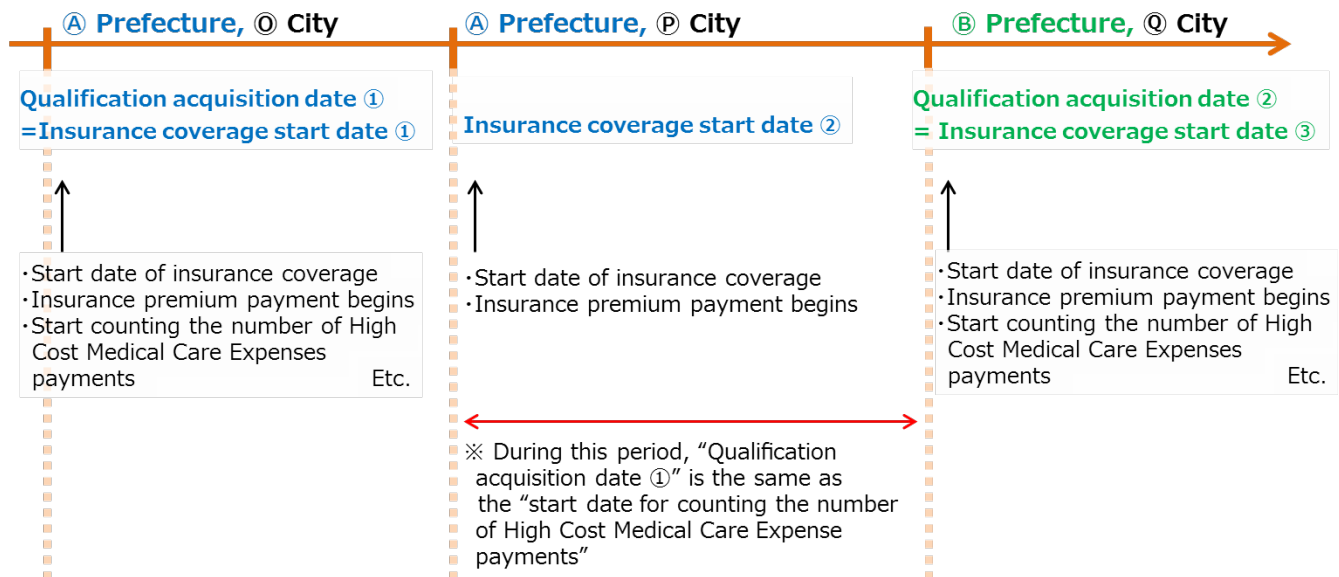 Ⓐ Prefecture, Ⓞ City
Ⓐ Prefecture, Ⓟ City
Ⓑ Prefecture, Ⓠ City
Qualification acquisition date ①
=Insurance coverage start date ①
Insurance coverage start date ②
Qualification acquisition date ②
= Insurance coverage start date ③
・Start date of insurance coverage
・Insurance premium payment begins
・Start counting the number of High
Cost Medical Care Expenses
payments Etc.
・Start date of insurance coverage
・Insurance premium payment begins
・Start date of insurance coverage
・Insurance premium payment begins
・Start counting the number of High
Cost Medical Care Expenses
payments Etc.
※ During this period, “Qualification
acquisition date ①” is the same as
the “start date for counting the number
of High Cost Medical Care Expense
payments”